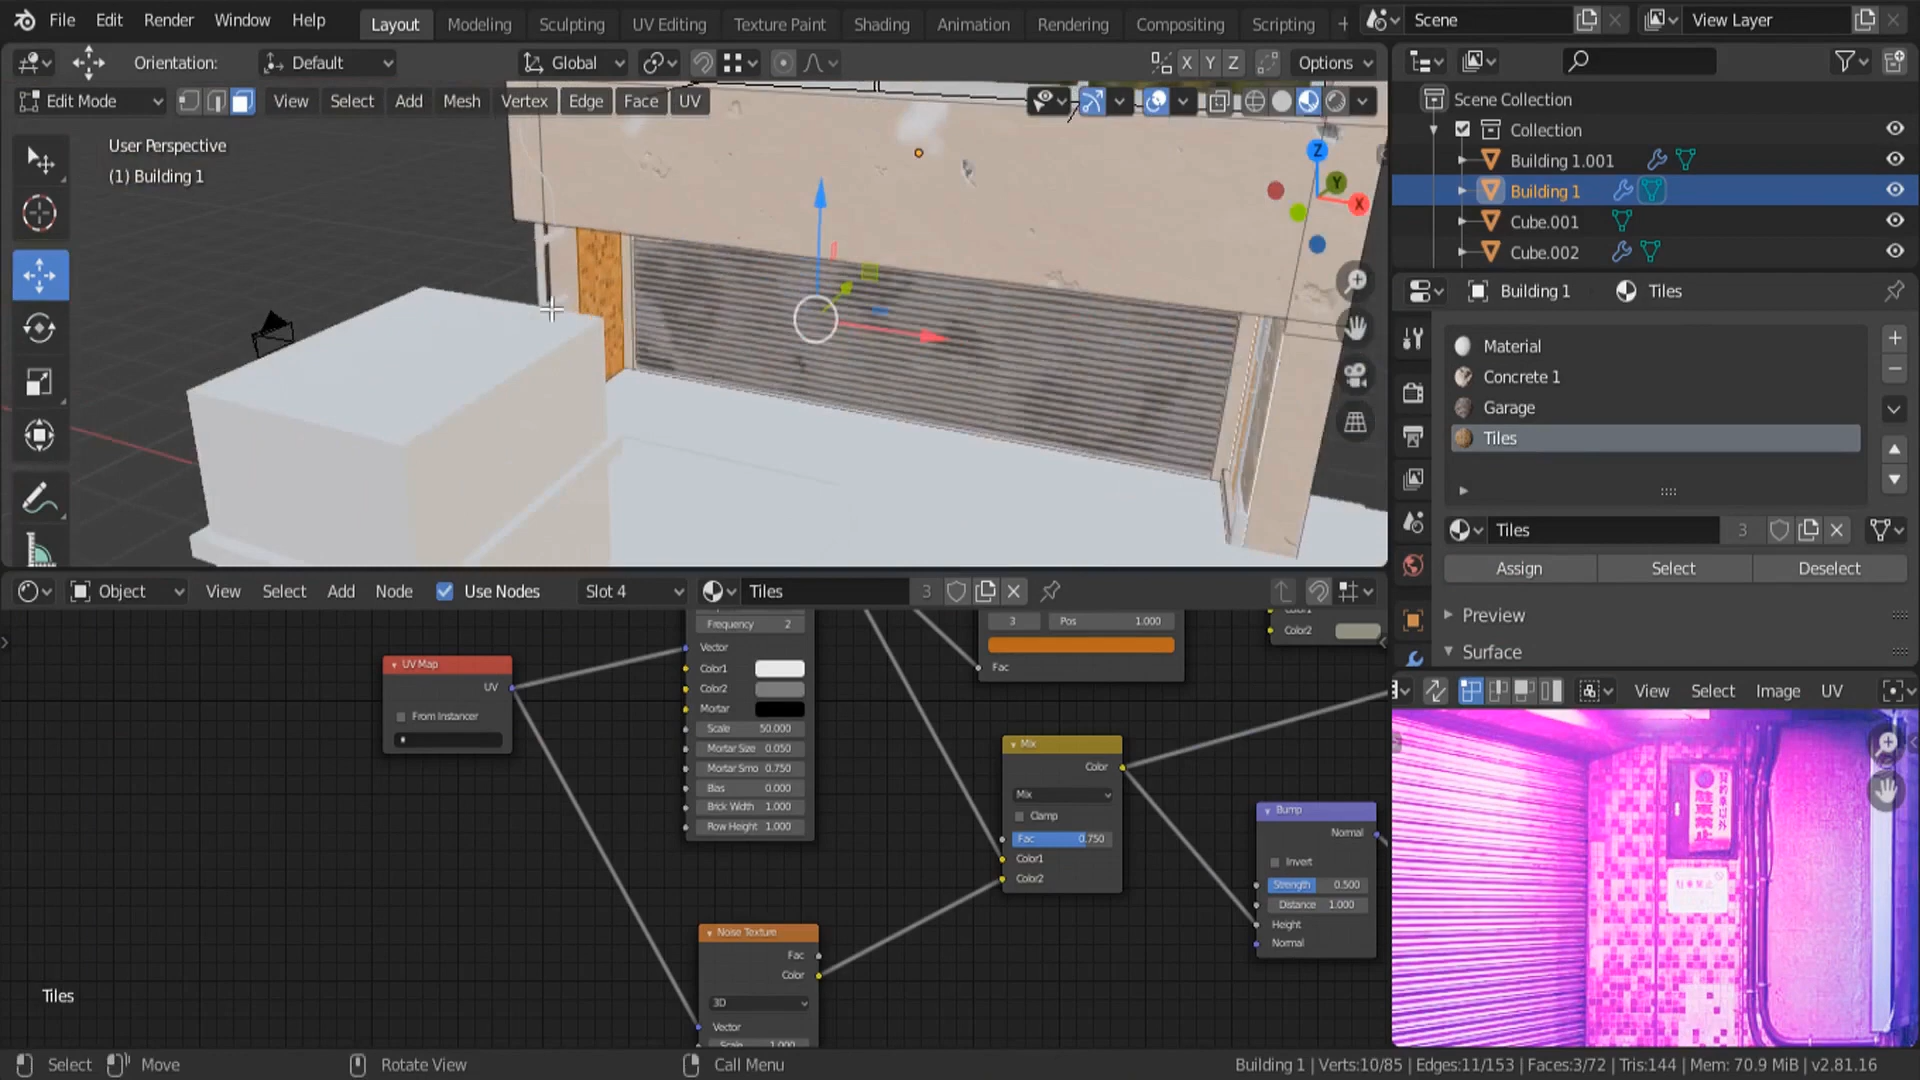 File Edit Render Window Help Layout Modeling Sculpting UV Editing Texture Paint Shading Animation Rendering Compositing Scripting + Scene View Layer
Orientation: Default Global X Y Z Options
Edit Mode View Select Add Mesh Vertex Edge Face UV
User Perspective
(1) Building 1
Z
Y
X
Scene Collection
Collection
Building 1.001
Building 1
Cube.001
Cube.002
Building 1 Tiles
Material
Concrete 1
Garage
Tiles
Tiles 3
Assign Select Deselect
Preview
Surface
Object View Select Add Node Use Nodes Slot 4 Tiles 3
View Select Image UV
UV Map
UV
From Instancer
Frequency 2
Vector
Color1
Color2
Mortar
Scale 50.000
Mortar Size 0.050
Mortar Smo 0.750
Bias 0.000
Brick Width 1.000
Row Height 1.000
3 Pos 1.000
Fac
Color2
Mix
Color
Mix
Clamp
Fac 0.750
Color1
Color2
Bump
Normal
Invert
Strength 0.500
Distance 1.000
Height
Normal
Noise Texture
Fac
Color
3D
Vector
Scale 1.000
Tiles
Select Move Rotate View Call Menu Building 1 | Verts:10/85 | Edges:11/153 | Faces:3/72 | Tris:144 | Mem: 70.9 MiB | v2.81.16